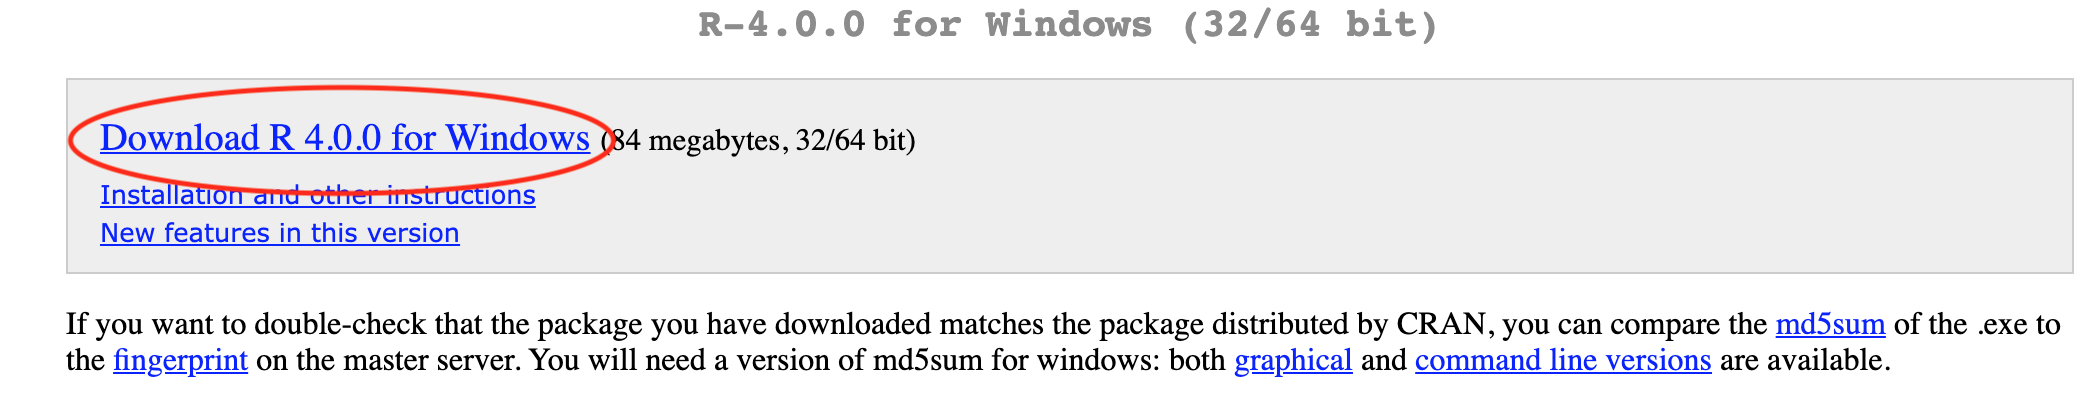 R-4.0.0 for Windows (32/64 bit)
Download R 4.0.0 for Windows (84 megabytes, 32/64 bit)
Installation and other instructions
New features in this version
If you want to double-check that the package you have downloaded matches the package distributed by CRAN, you can compare the md5sum of the .exe to
the fingerprint on the master server. You will need a version of md5sum for windows: both graphical and command line versions are available.